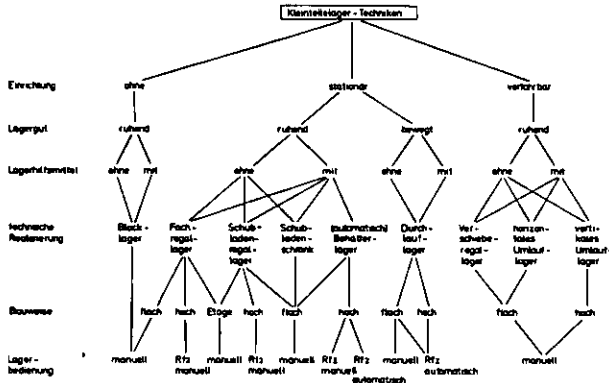 Kleinteilelager - Techniken
Einrichtung ohne stationär verfahrbar
Lagergut ruhend ruhend bewegt ruhend
Lagerhilfsmittel ohne mit ohne mit ohne mit ohne mit
technische Block- Fach- Schub- Schub- (automatisch) Durch- Ver- horizon- verti-
Realisierung lager regal- laden- laden- Behälter- lauf- schiebe- tales kales
lager regal- schrank lager lager regal- Umlauf- Umlauf-
lager lager lager lager
Bauweise flach hoch Etage hoch flach hoch flach hoch flach hoch
Lager- manuell Rfz manuell Rfz manuell Rfz Rfz manuell Rfz manuell
bedienung manuell manuell manuell automatisch automatisch